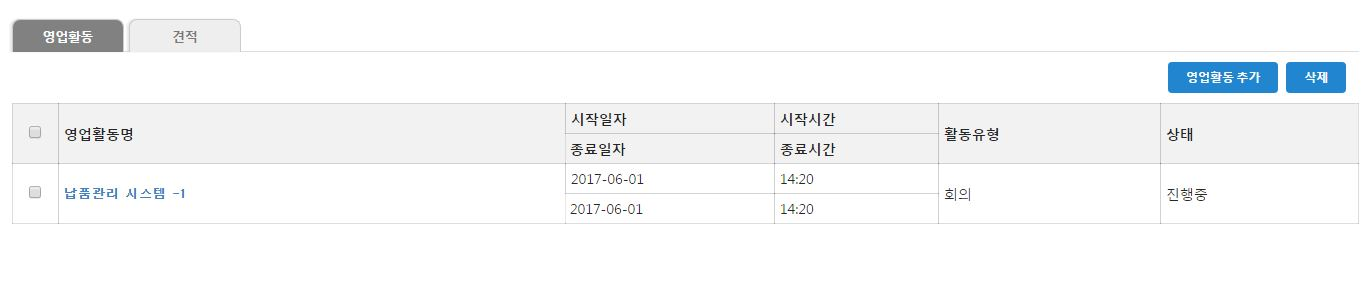 영업활동 견적
영업활동 추가 삭제
영업활동명 시작일자 시작시간 활동유형 상태
종료일자 종료시간
납품관리 시스템 -1 2017-06-01 14:20 회의 진행중
2017-06-01 14:20